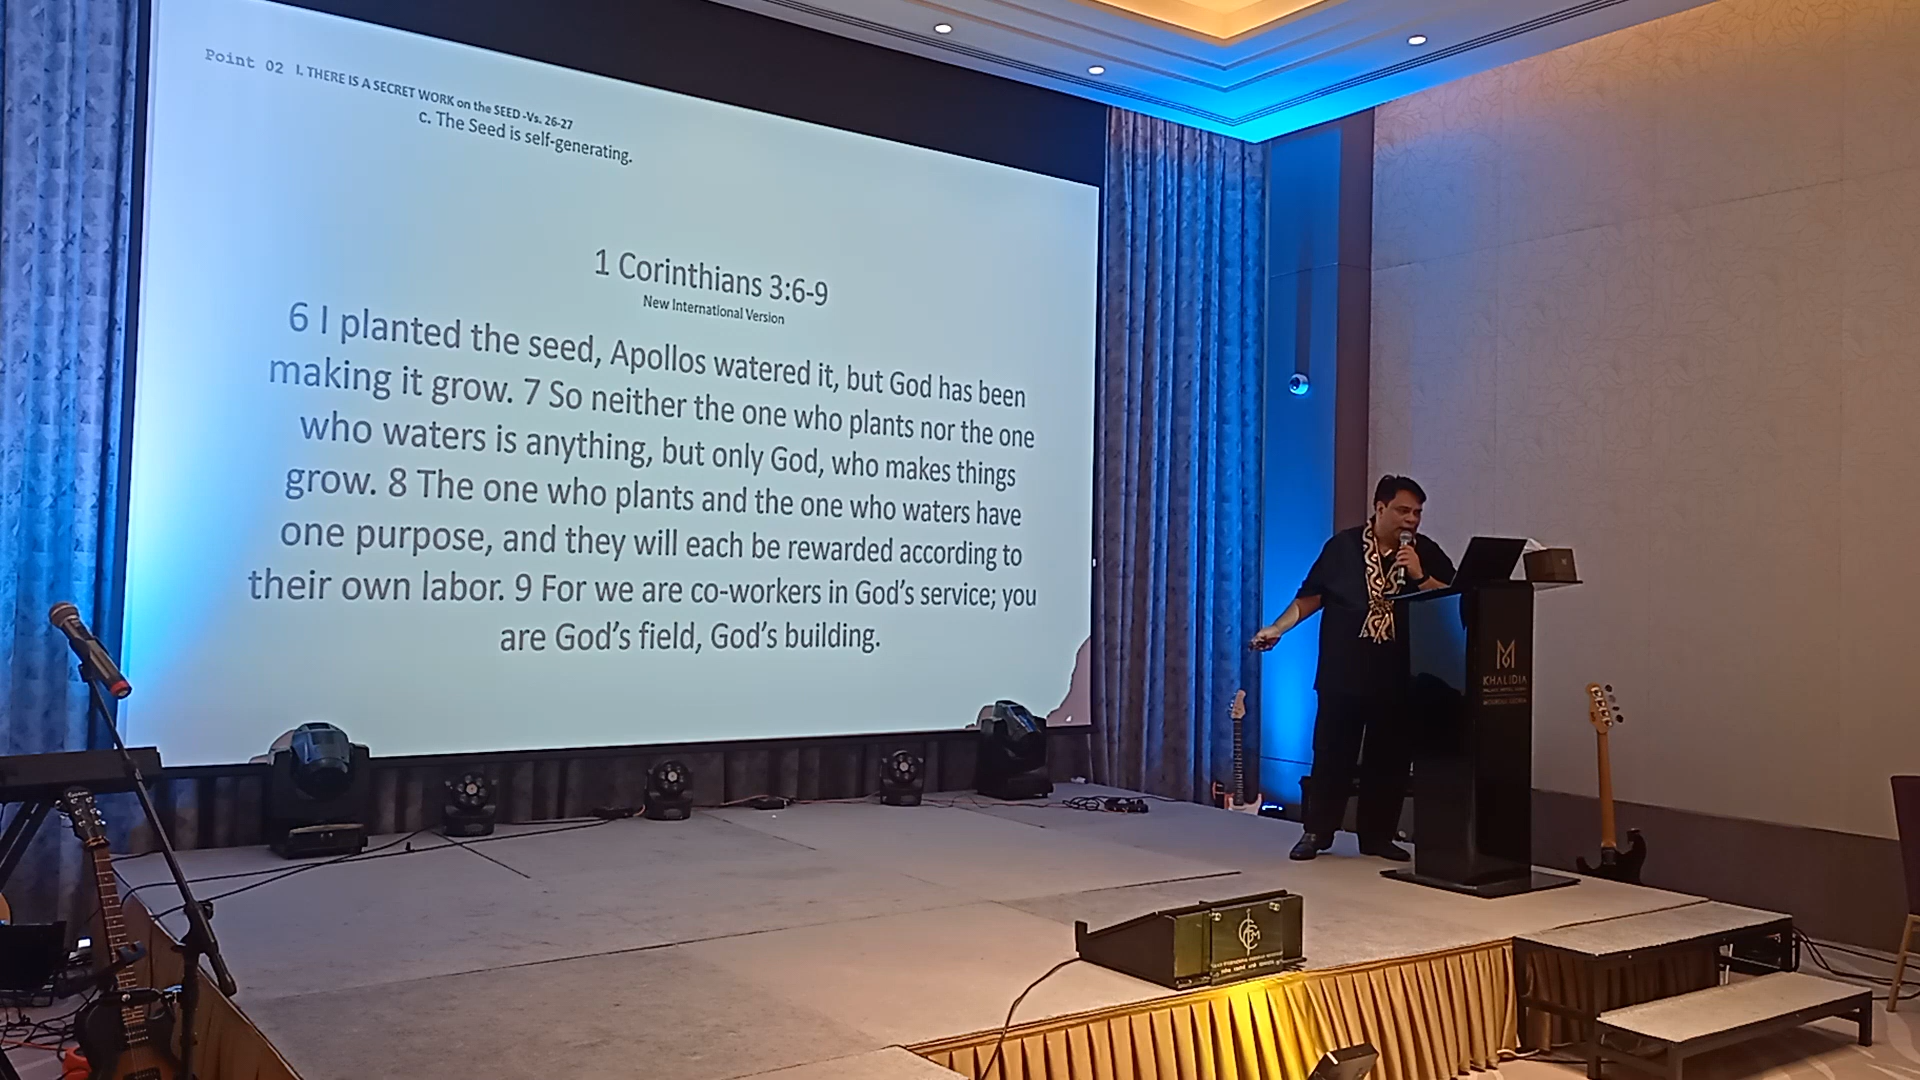 Point 02 I. THERE IS A SECRET WORK on the SEED -Vs. 26-27
c. The Seed is self-generating.
1 Corinthians 3:6-9
New International Version
6 I planted the seed, Apollos watered it, but God has been
making it grow. 7 So neither the one who plants nor the one
who waters is anything, but only God, who makes things
grow. 8 The one who plants and the one who waters have
one purpose, and they will each be rewarded according to
their own labor. 9 For we are co-workers in God’s service; you
are God’s field, God’s building.
KHALIDIA